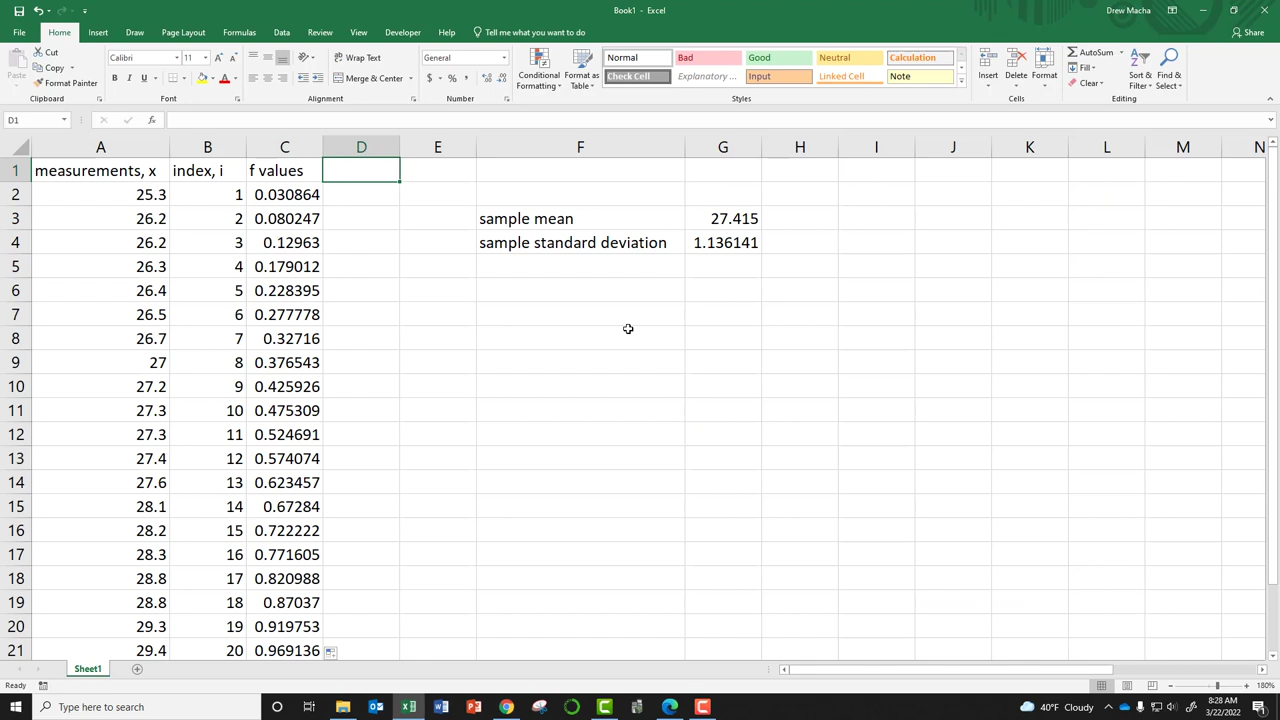 Book1 - Excel
Drew Macha
File Home Insert Draw Page Layout Formulas Data Review View Developer Help Tell me what you want to do Share
Paste
Cut
Copy
Format Painter
Calibri 11
B I U
Wrap Text
Merge & Center
General
$ % ,
Conditional Formatting
Format as Table
Normal Bad Good Neutral Calculation
Check Cell Explanatory ... Input Linked Cell Note
Insert Delete Format
AutoSum
Fill
Clear
Sort & Filter
Find & Select
Clipboard Font Alignment Number Styles Cells Editing
D1 fx
A B C D E F G H I J K L M N
1 measurements, x index, i f values
2 25.3 1 0.030864
3 26.2 2 0.080247 sample mean 27.415
4 26.2 3 0.12963 sample standard deviation 1.136141
5 26.3 4 0.179012
6 26.4 5 0.228395
7 26.5 6 0.277778
8 26.7 7 0.32716
9 27 8 0.376543
10 27.2 9 0.425926
11 27.3 10 0.475309
12 27.3 11 0.524691
13 27.4 12 0.574074
14 27.6 13 0.623457
15 28.1 14 0.67284
16 28.2 15 0.722222
17 28.3 16 0.771605
18 28.8 17 0.820988
19 28.8 18 0.87037
20 29.3 19 0.919753
21 29.4 20 0.969136
Sheet1
Ready
180%
Type here to search
40°F Cloudy
8:28 AM
3/22/2022